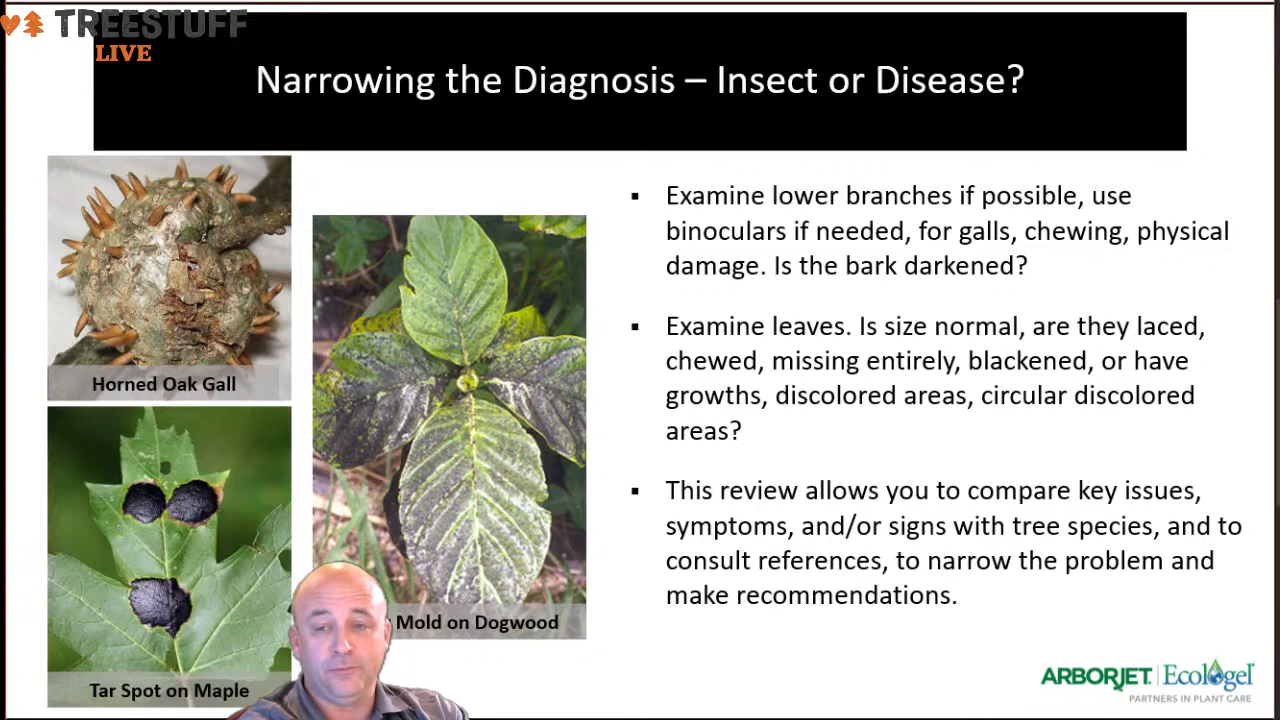 TREESTUFF
LIVE
Narrowing the Diagnosis – Insect or Disease?
Horned Oak Gall
Tar Spot on Maple
Mold on Dogwood
▪ Examine lower branches if possible, use
binoculars if needed, for galls, chewing, physical
damage. Is the bark darkened?
▪ Examine leaves. Is size normal, are they laced,
chewed, missing entirely, blackened, or have
growths, discolored areas, circular discolored
areas?
▪ This review allows you to compare key issues,
symptoms, and/or signs with tree species, and to
consult references, to narrow the problem and
make recommendations.
ARBORJET | Ecologel
PARTNERS IN PLANT CARE